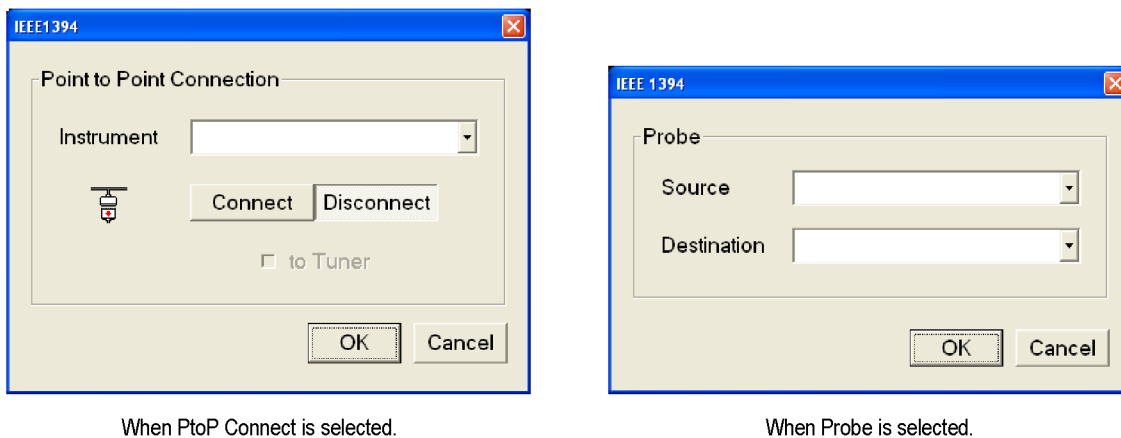 IEEE1394
Point to Point Connection
Instrument
Connect Disconnect
to Tuner
OK Cancel
When PtoP Connect is selected.
IEEE 1394
Probe
Source
Destination
OK Cancel
When Probe is selected.